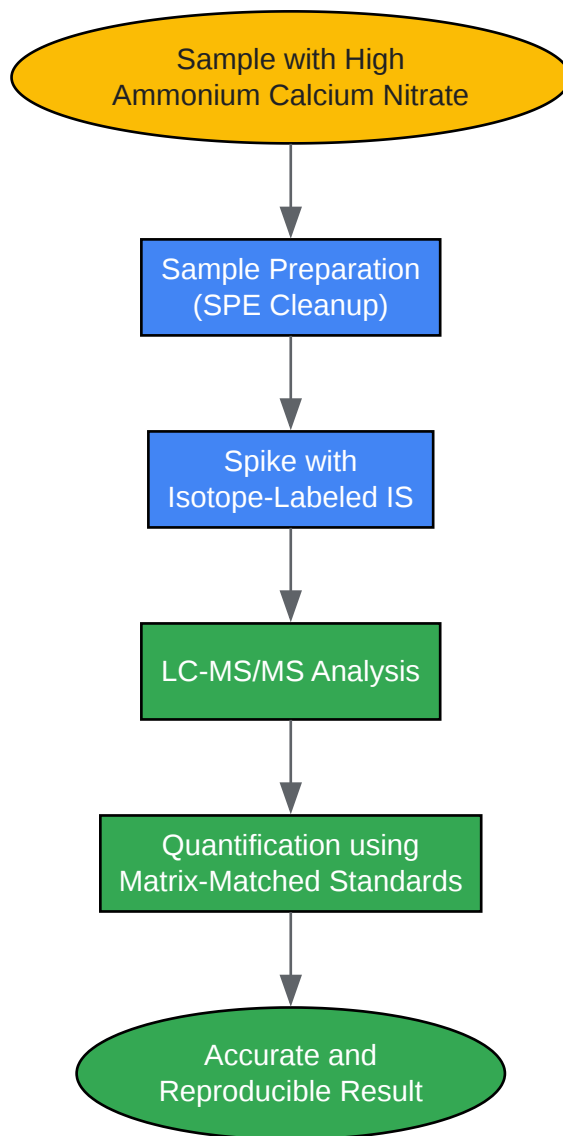 Sample with High
Ammonium Calcium Nitrate
Sample Preparation
(SPE Cleanup)
Spike with
Isotope-Labeled IS
LC-MS/MS Analysis
Quantification using
Matrix-Matched Standards
Accurate and
Reproducible Result